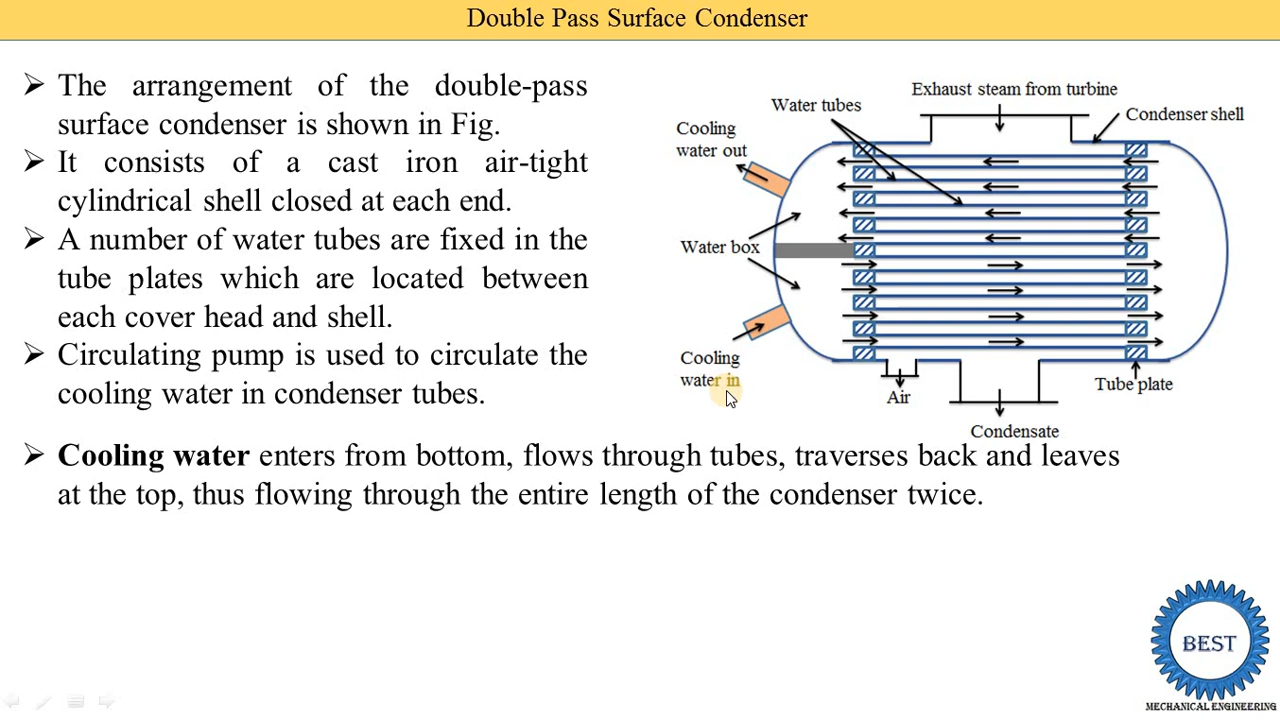 Double Pass Surface Condenser
➢ The arrangement of the double-pass
surface condenser is shown in Fig.
➢ It consists of a cast iron air-tight
cylindrical shell closed at each end.
➢ A number of water tubes are fixed in the
tube plates which are located between
each cover head and shell.
➢ Circulating pump is used to circulate the
cooling water in condenser tubes.
Exhaust steam from turbine
Water tubes
Condenser shell
Cooling
water out
Water box
Cooling
water in
Air
Tube plate
Condensate
➢ Cooling water enters from bottom, flows through tubes, traverses back and leaves
at the top, thus flowing through the entire length of the condenser twice.
BEST
MECHANICAL ENGINEERING